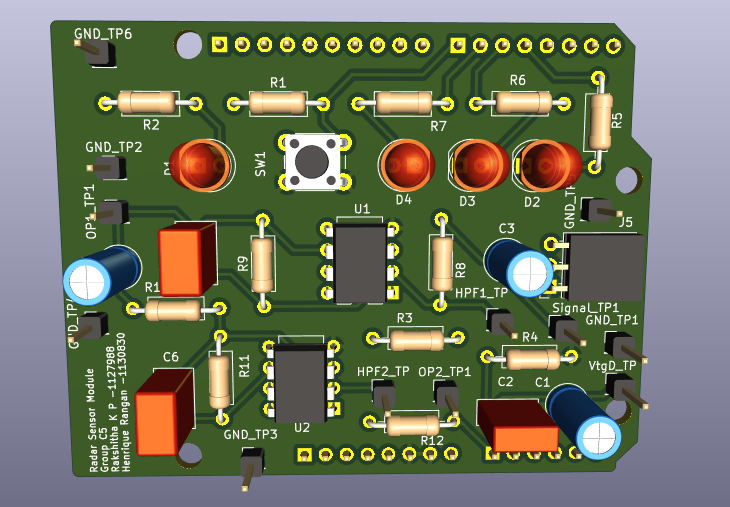 GND_TP6
R1
R6
R2
R7
R5
GND_TP2
SW1
D4
D3
D2
OP1_TP1
U1
C3
J5
R9
R8
HPF1_TP
Signal_TP1
GND_TP1
R3
R4
VtgD_TP
C6
R11
HPF2_TP
OP2_TP1
C2
C1
U2
R12
GND_TP3
Radar Sensor Module
Group C5
Rakshitha K P -1127988
Henrique Rangan -1130830